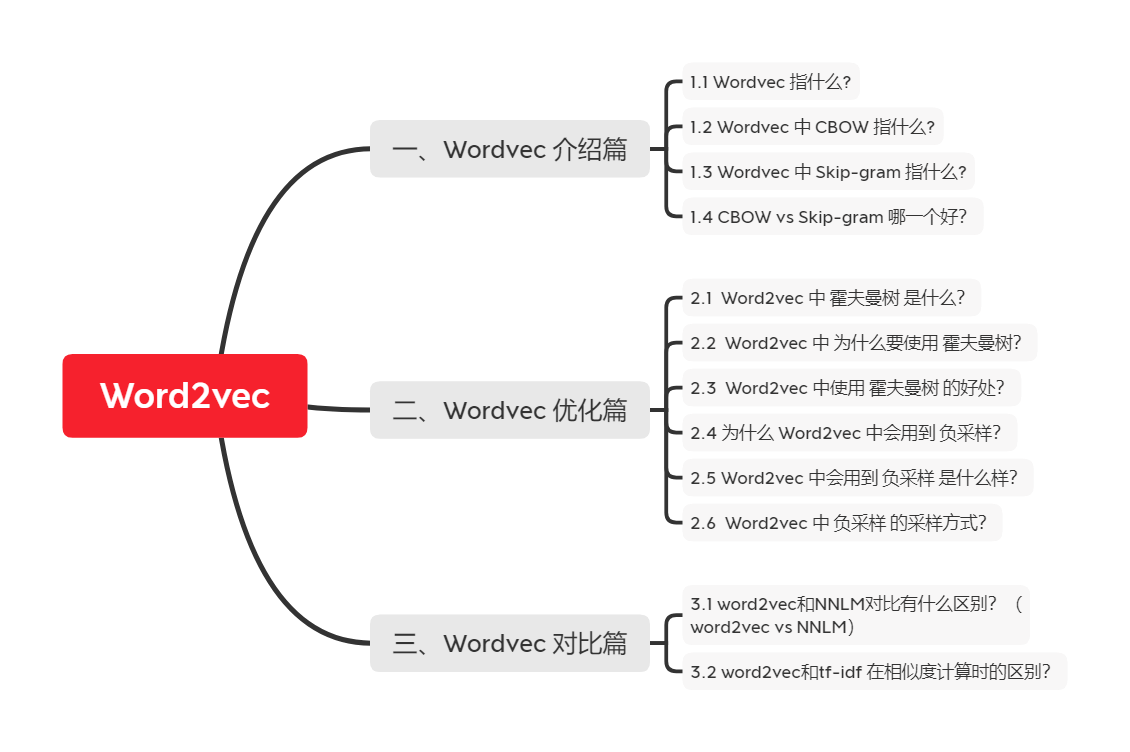 Word2vec
一、Wordvec 介绍篇
1.1 Wordvec 指什么?
1.2 Wordvec 中 CBOW 指什么?
1.3 Wordvec 中 Skip-gram 指什么?
1.4 CBOW vs Skip-gram 哪一个好?
二、Wordvec 优化篇
2.1 Word2vec 中 霍夫曼树 是什么?
2.2 Word2vec 中 为什么要使用 霍夫曼树?
2.3 Word2vec 中使用 霍夫曼树 的好处?
2.4 为什么 Word2vec 中会用到 负采样?
2.5 Word2vec 中会用到 负采样 是什么样?
2.6 Word2vec 中 负采样 的采样方式?
三、Wordvec 对比篇
3.1 word2vec和NNLM对比有什么区别? (
word2vec vs NNLM)
3.2 word2vec和tf-idf 在相似度计算时的区别?